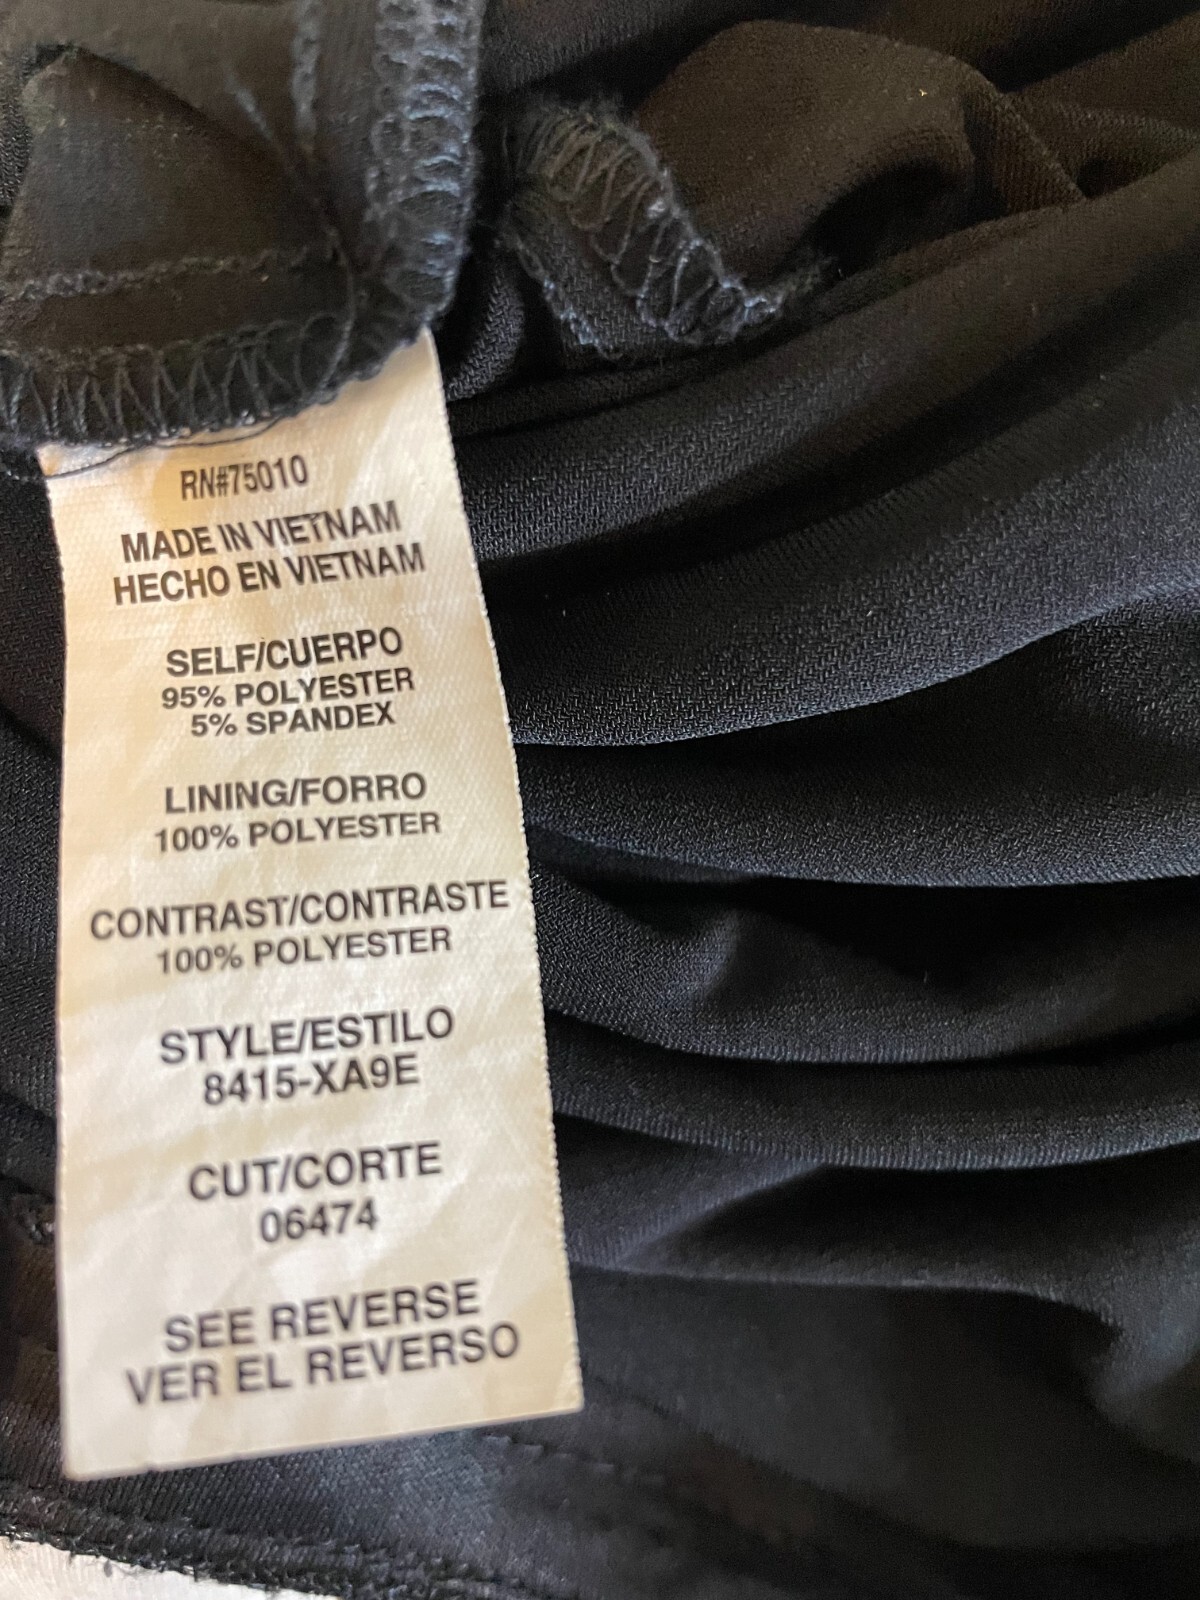 RN#75010
MADE IN VIETNAM
HECHO EN VIETNAM
SELF/CUERPO
95% POLYESTER
5% SPANDEX
LINING/FORRO
100% POLYESTER
CONTRAST/CONTRASTE
100% POLYESTER
STYLE/ESTILO
8415-XA9E
CUT/CORTE
06474
SEE REVERSE
VER EL REVERSO